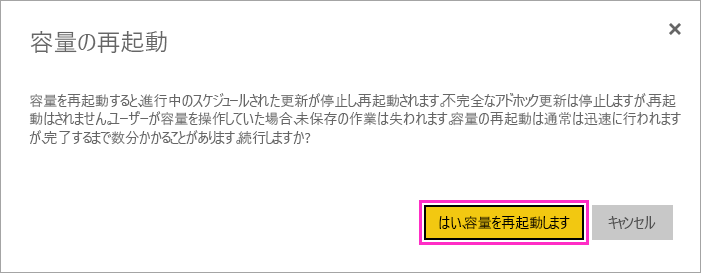 容量の再起動
容量を再起動すると、進行中のスケジュールされた更新が停止し、再起動されます。不完全なアドホック更新は停止しますが、再起
動はされません。ユーザーが容量を操作していた場合、未保存の作業は失われます。容量の再起動は通常は迅速に行われます
が、完了するまで数分かかることがあります。続行しますか?
はい、容量を再起動します
キャンセル